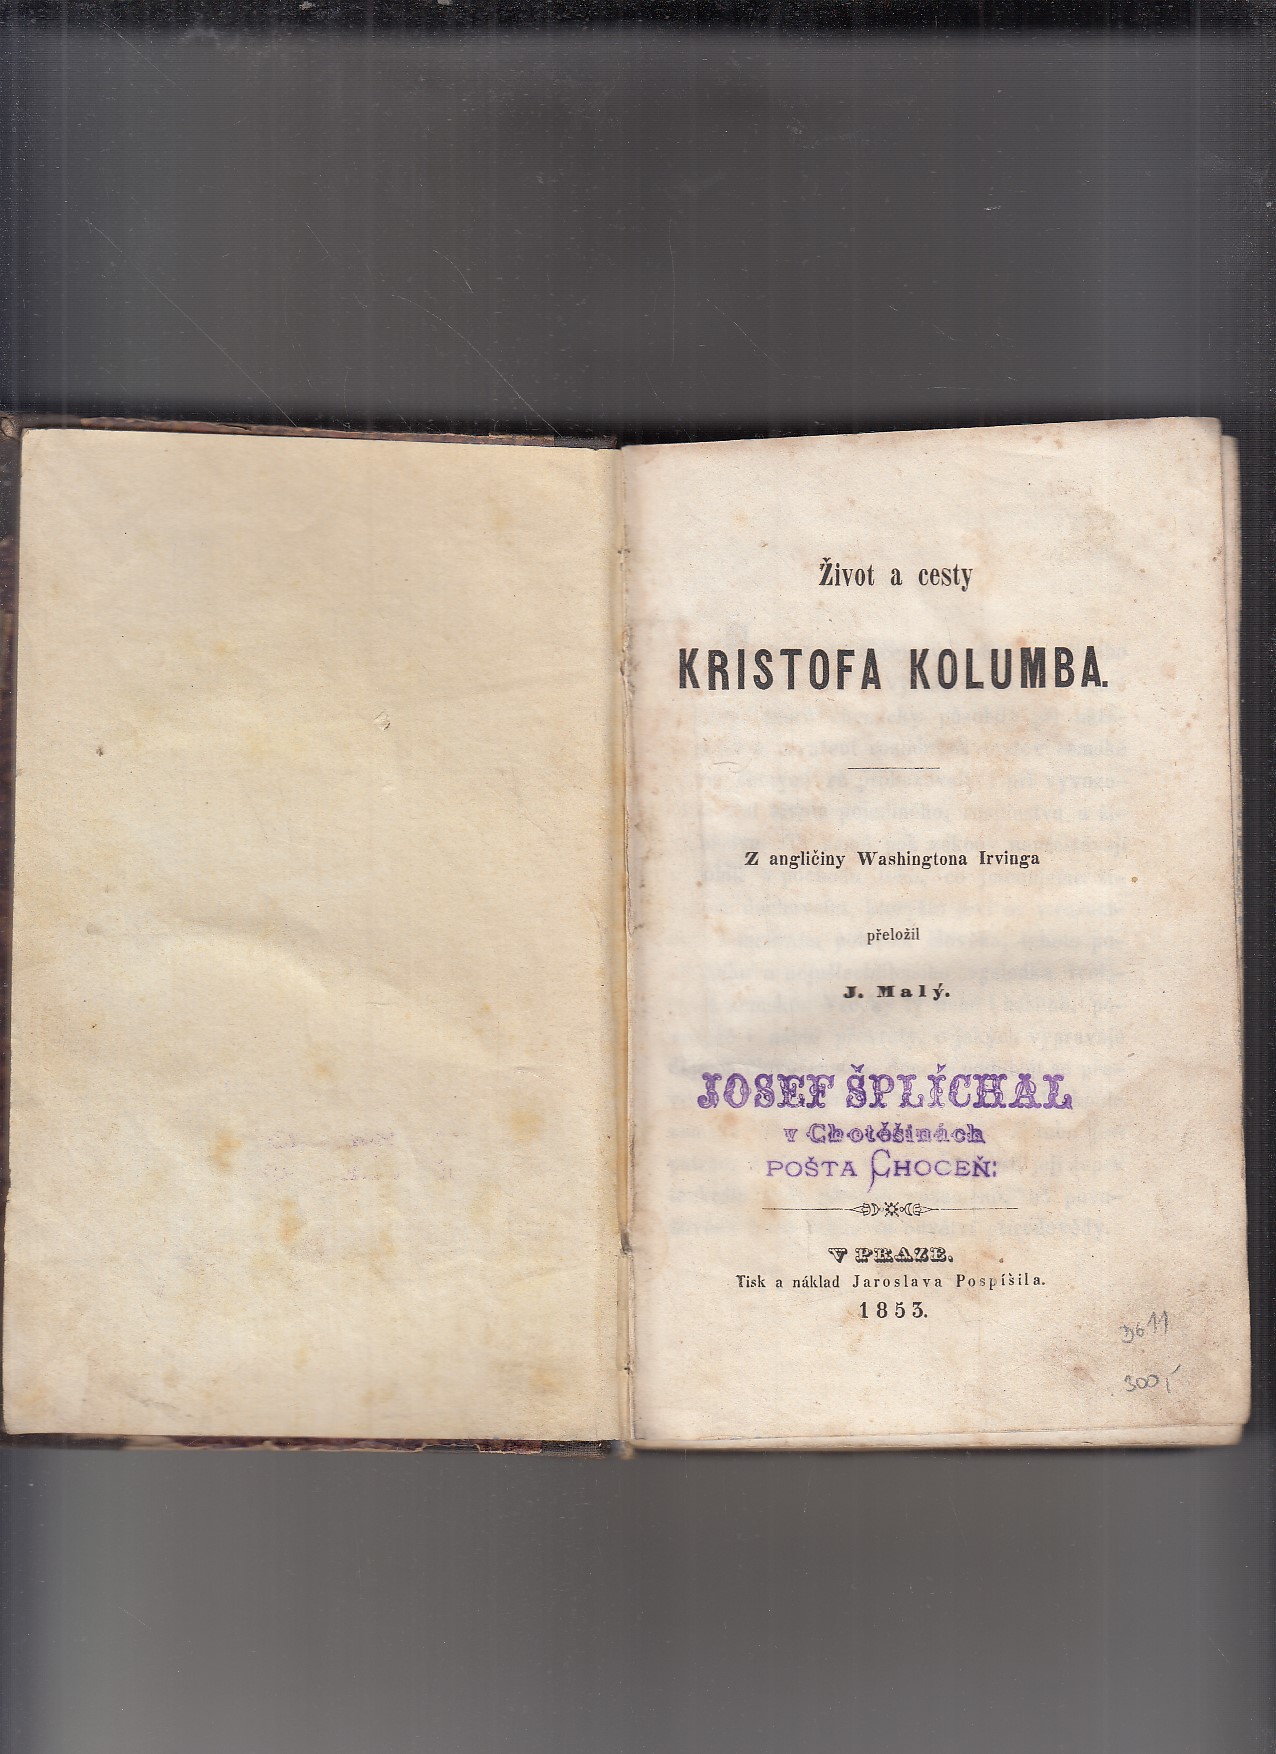 Život a cesty
KRISTOFA KOLUMBA.
Z angličiny Washingtona Irvinga
přeložil
J. Malý.
JOSEF ŠPLÍCHAL
v Chotěšinách
POŠTA CHOCEŇ:
V PRAZE.
Tisk a náklad Jaroslava Pospíšila.
1853.
300,